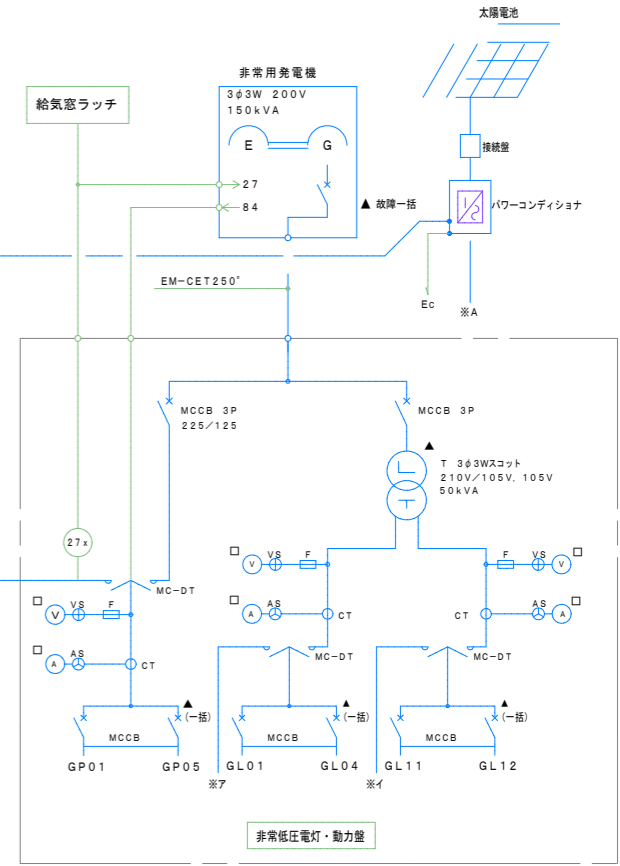 太陽電池
非常用発電機
3φ3W 200V
150kVA
給気窓ラッチ
E
G
接続盤
27
84
▲ 故障一括
パワーコンディショナ
EM−CET250°
Ec
※A
MCCB 3P
225/125
MCCB 3P
▲
T 3φ3Wスコット
210V/105V, 105V
50kVA
27x
MC−DT
□ V VS F
□ A AS CT
□ V VS F
□ A AS CT
F VS V □
CT AS A □
MC−DT
MC−DT
▲
(一括)
MCCB
GP01
GP05
▲
(一括)
MCCB
GL01
GL04
▲
(一括)
MCCB
GL11
GL12
※ア
※イ
非常低圧電灯・動力盤